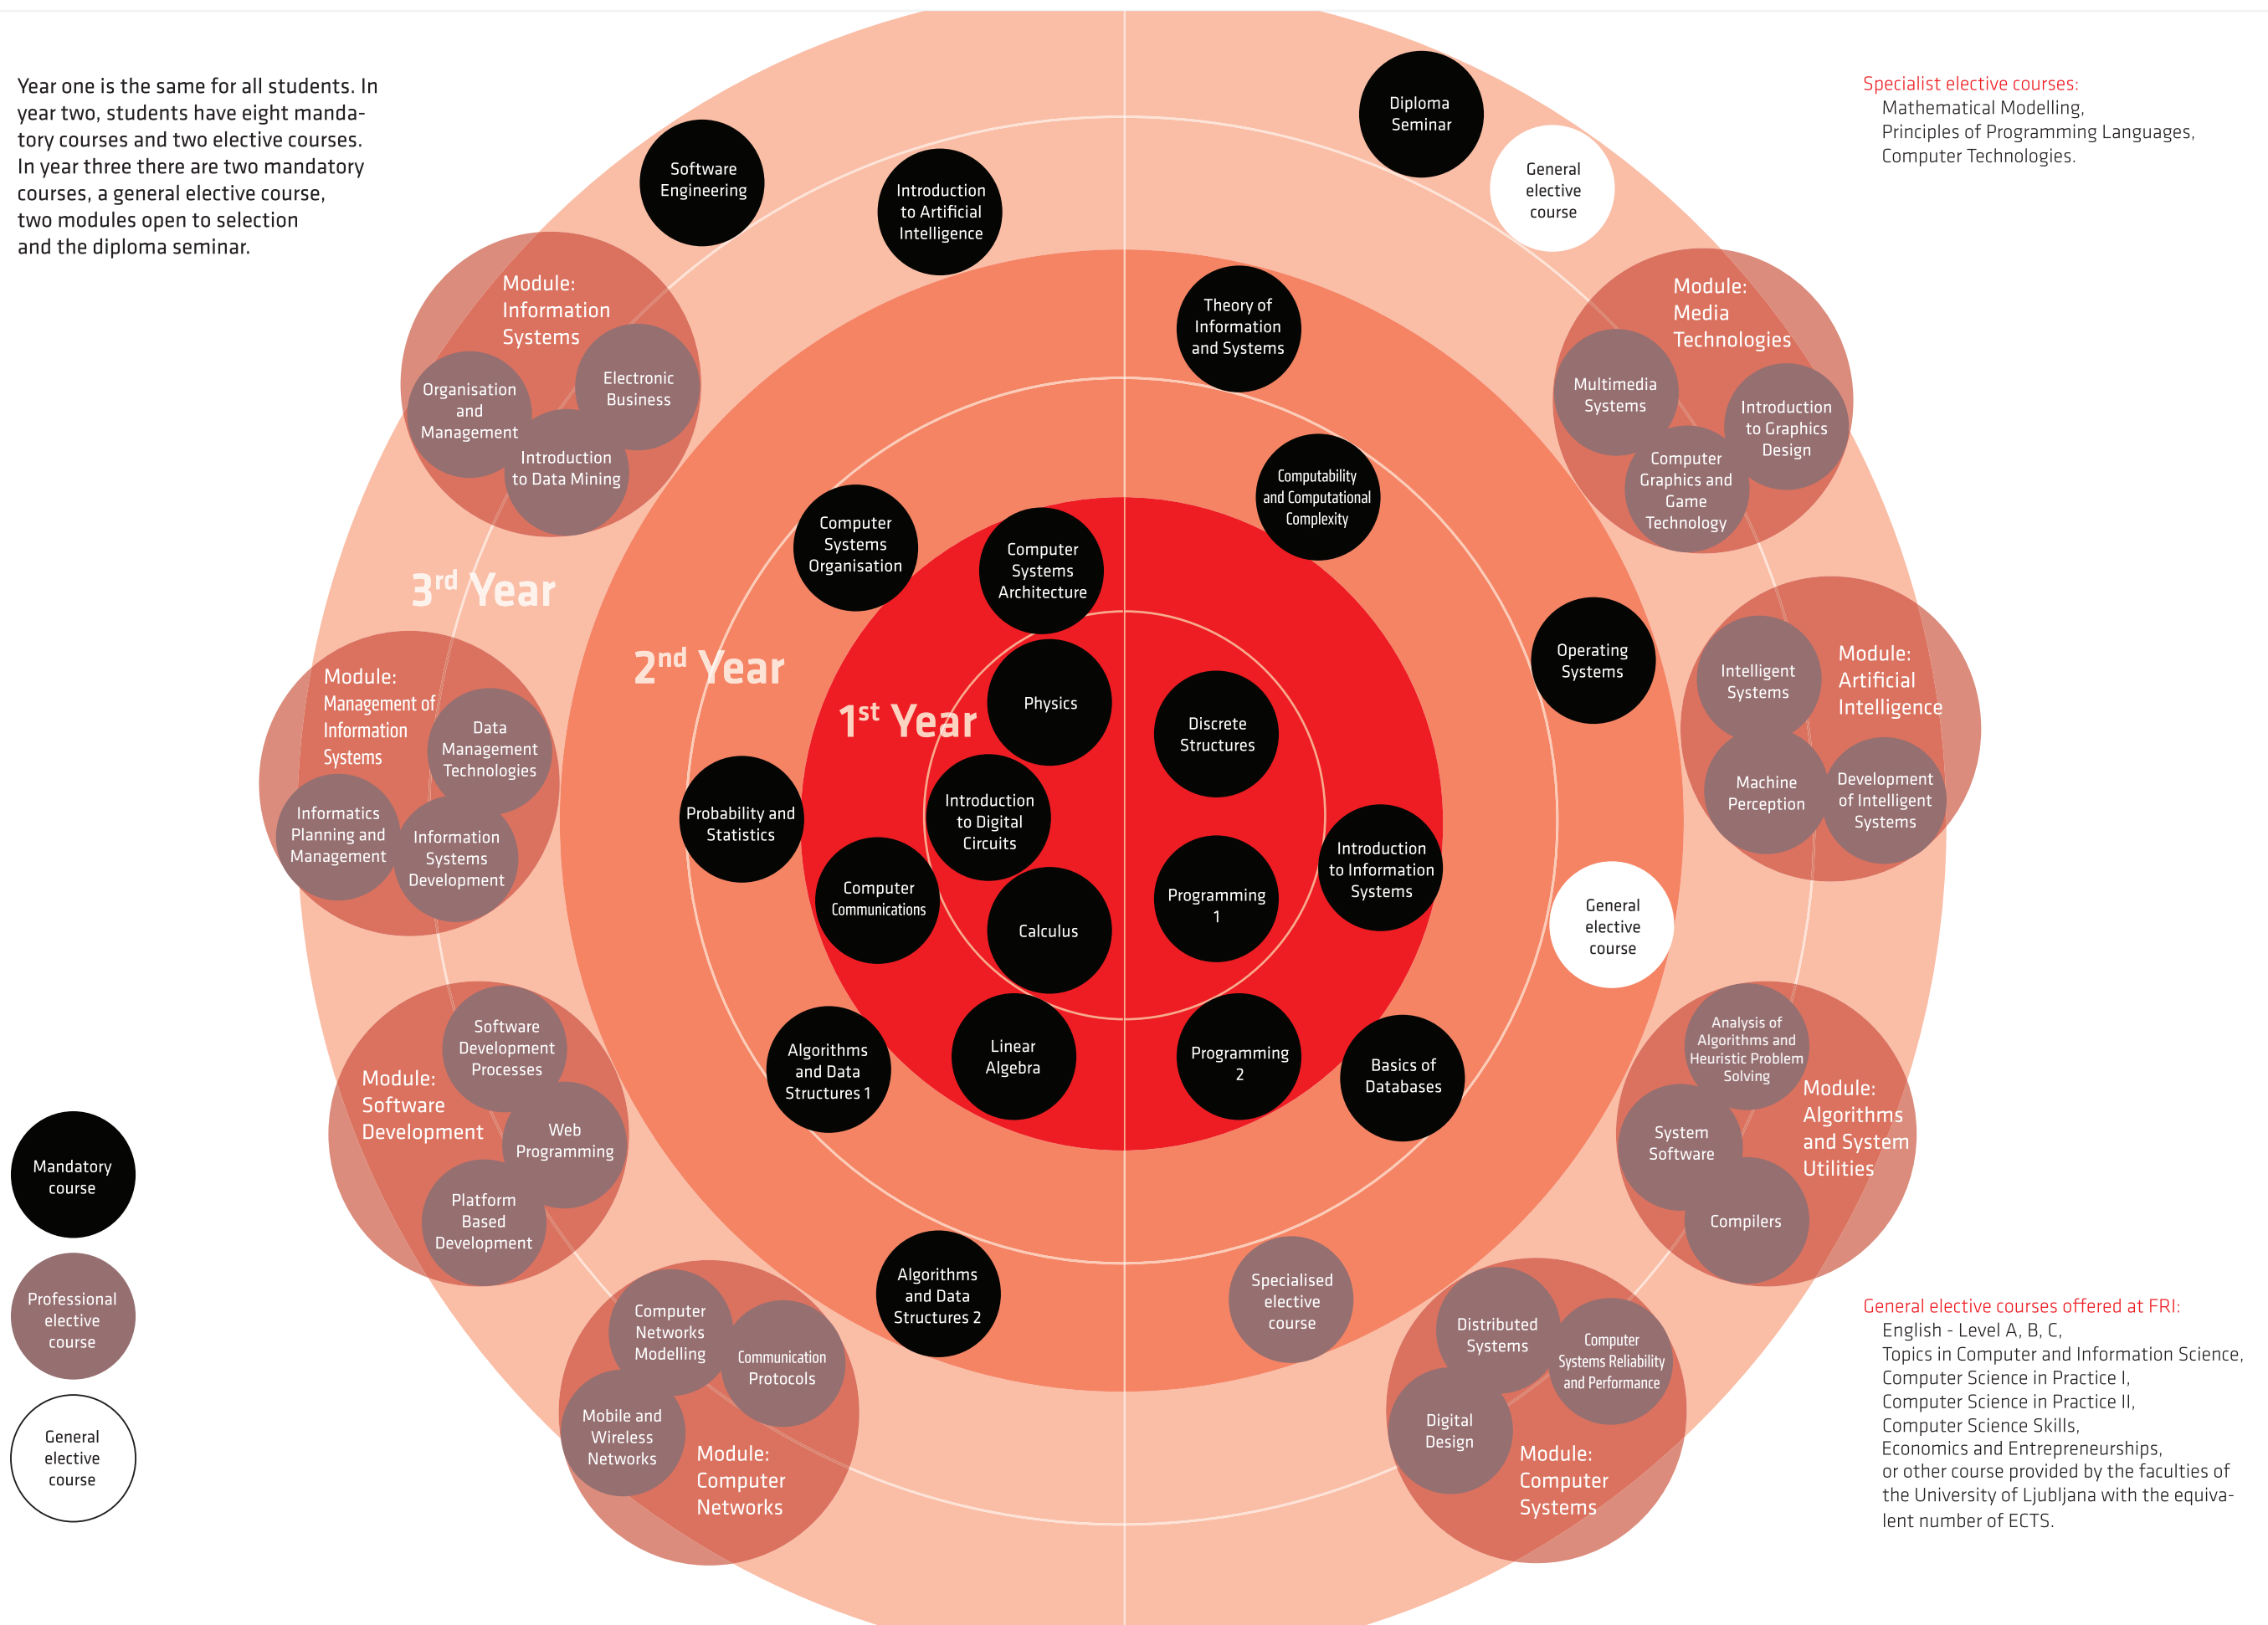 Year one is the same for all students. In
year two, students have eight manda-
tory courses and two elective courses.
In year three there are two mandatory
courses, a general elective course,
two modules open to selection
and the diploma seminar.
Specialist elective courses:
Mathematical Modelling,
Principles of Programming Languages,
Computer Technologies.
Diploma
Seminar
General
elective
course
Software
Engineering
Introduction
to Artificial
Intelligence
Module:
Information
Systems
Organisation
and
Management
Electronic
Business
Introduction
to Data Mining
Theory of
Information
and Systems
Module:
Media
Technologies
Multimedia
Systems
Introduction
to Graphics
Design
Computer
Graphics and
Game
Technology
Computability
and Computational
Complexity
Computer
Systems
Organisation
Computer
Systems
Architecture
3rd Year
2nd Year
1st Year
Physics
Discrete
Structures
Operating
Systems
Module:
Artificial
Intelligence
Intelligent
Systems
Machine
Perception
Development
of Intelligent
Systems
Module:
Management of
Information
Systems
Data
Management
Technologies
Informatics
Planning and
Management
Information
Systems
Development
Probability and
Statistics
Introduction
to Digital
Circuits
Computer
Communications
Calculus
Programming
1
Introduction
to Information
Systems
General
elective
course
Algorithms
and Data
Structures 1
Linear
Algebra
Programming
2
Basics of
Databases
Module:
Software
Development
Software
Development
Processes
Web
Programming
Platform
Based
Development
Analysis of
Algorithms and
Heuristic Problem
Solving
Module:
Algorithms
and System
Utilities
System
Software
Compilers
Mandatory
course
Professional
elective
course
General
elective
course
Computer
Networks
Modelling
Communication
Protocols
Mobile and
Wireless
Networks
Module:
Computer
Networks
Algorithms
and Data
Structures 2
Specialised
elective
course
Distributed
Systems
Computer
Systems Reliability
and Performance
Digital
Design
Module:
Computer
Systems
General elective courses offered at FRI:
English - Level A, B, C,
Topics in Computer and Information Science,
Computer Science in Practice I,
Computer Science in Practice II,
Computer Science Skills,
Economics and Entrepreneurships,
or other course provided by the faculties of
the University of Ljubljana with the equiva-
lent number of ECTS.